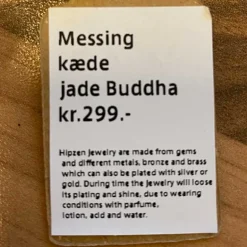 Messing
kæde
jade Buddha
kr.299.-
Hipzen Jewelry are made from gems
and different metals, bronze and brass
which can also be plated with silver or
gold. During time the Jewelry will loose
its plating and shine, due to wearing
conditions with parfume,
lotion, add and water.